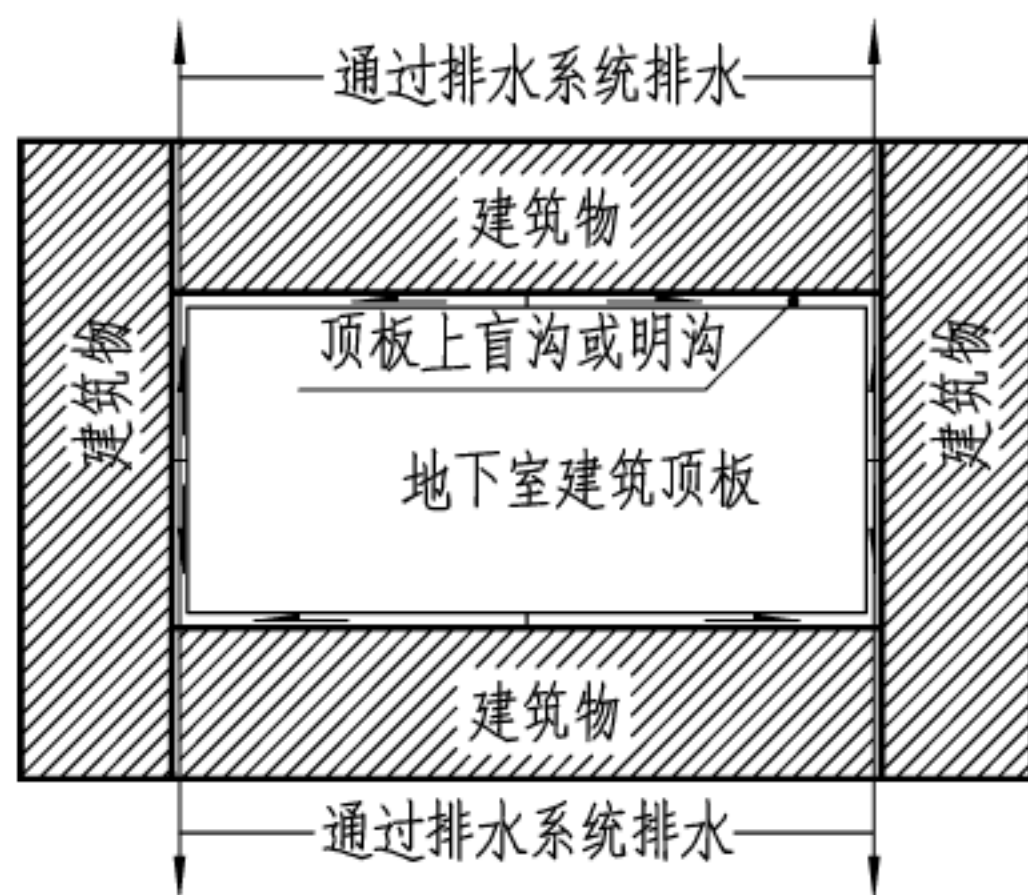 通过排水系统排水
建筑物
顶板上盲沟或明沟
建筑物
建筑物
地下室建筑顶板
建筑物
通过排水系统排水